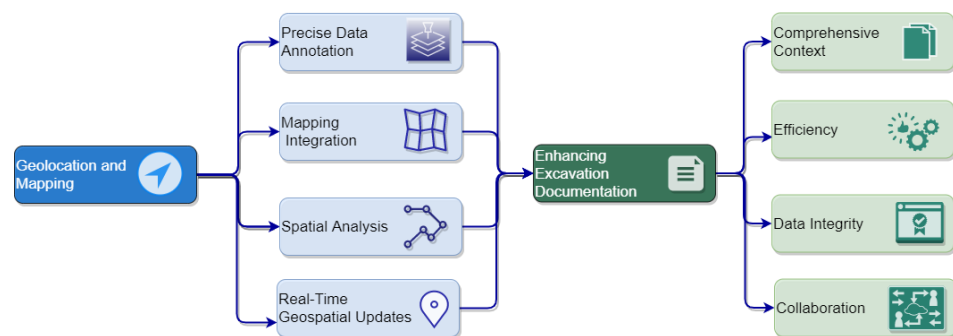 Geolocation and
Mapping
Precise Data
Annotation
Mapping
Integration
Spatial Analysis
Real-Time
Geospatial Updates
Enhancing
Excavation
Documentation
Comprehensive
Context
Efficiency
Data Integrity
Collaboration